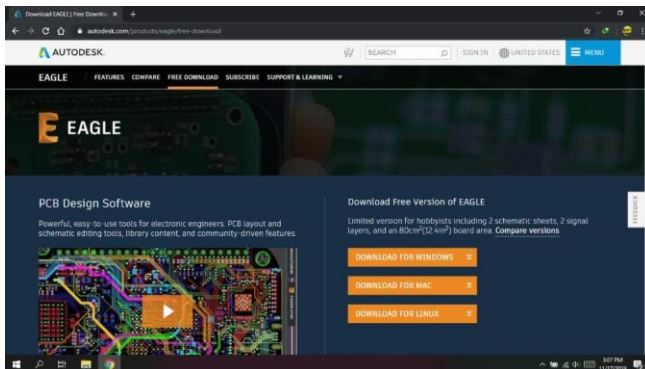 Download EAGLE | Free Downlo
autodesk.com/products/eagle/free-download
AUTODESK.
SEARCH
SIGN IN
UNITED STATES
MENU
EAGLE / FEATURES COMPARE FREE DOWNLOAD SUBSCRIBE SUPPORT & LEARNING
E EAGLE
PCB Design Software
Powerful, easy-to-use tools for electronic engineers. PCB layout and
schematic editing tools, library content, and community-driven features.
Download Free Version of EAGLE
Limited version for hobbyists including 2 schematic sheets, 2 signal
layers, and an 80cm²(12.4in²) board area. Compare versions
DOWNLOAD FOR WINDOWS
DOWNLOAD FOR MAC
DOWNLOAD FOR LINUX
FEEDBACK
3:07 PM